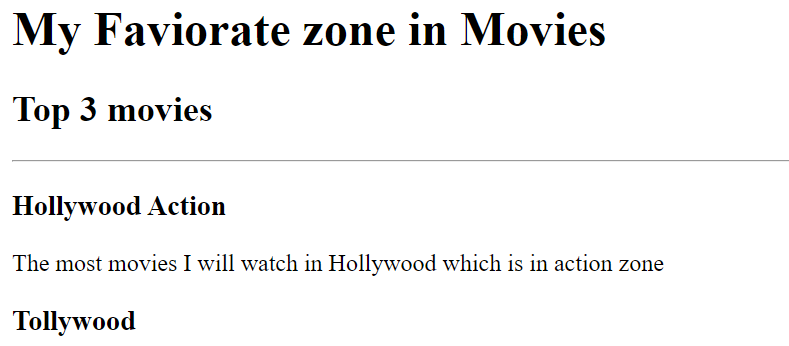 My Faviorate zone in Movies
Top 3 movies
Hollywood Action
The most movies I will watch in Hollywood which is in action zone
Tollywood